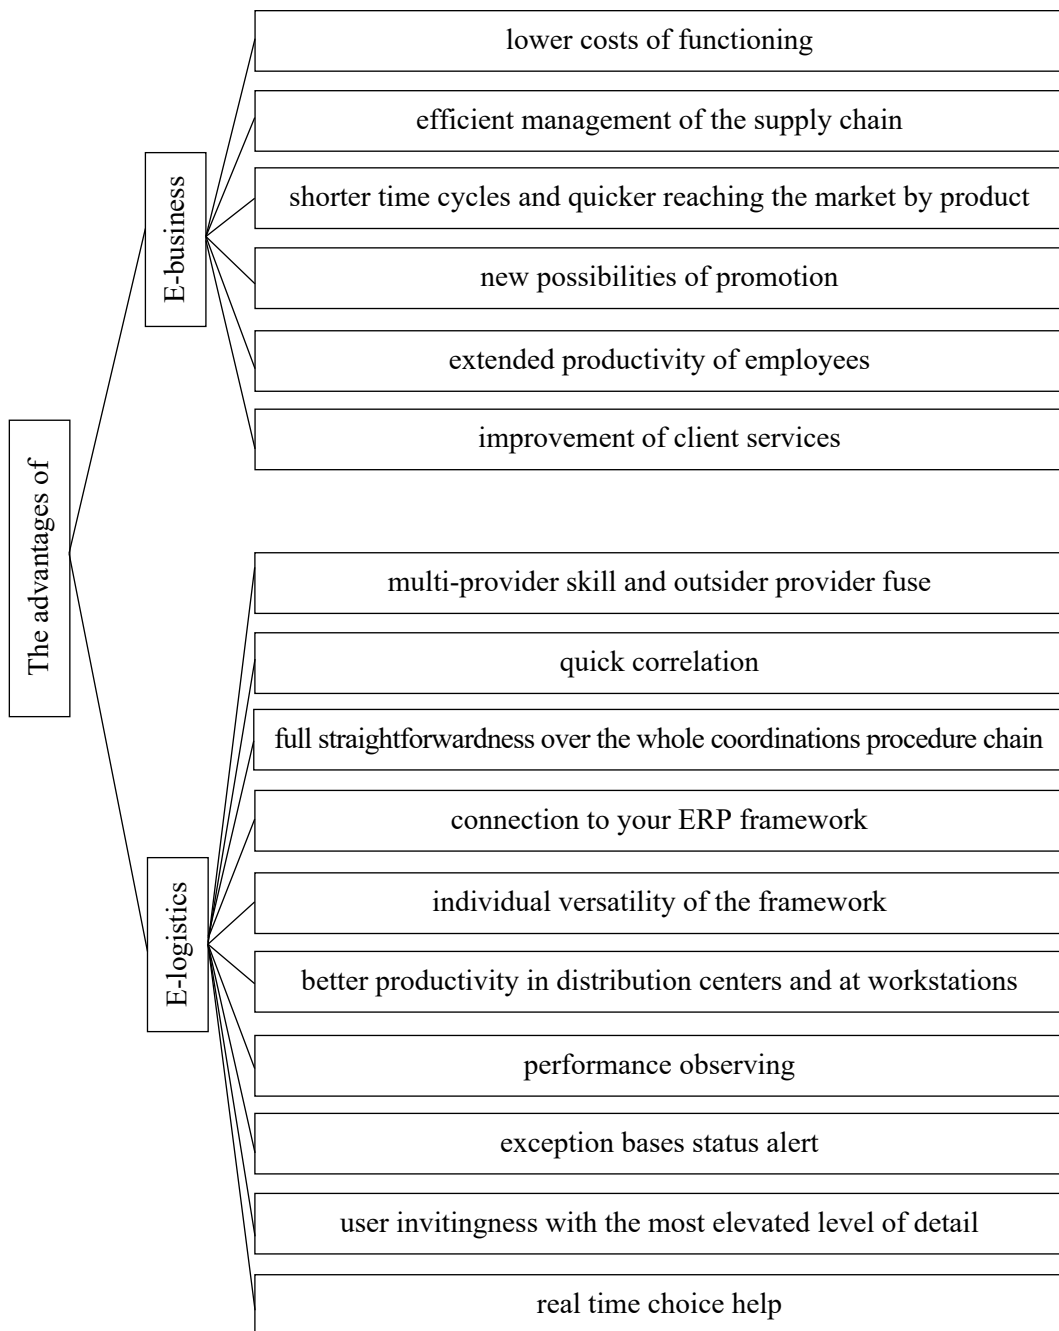 The advantages of
E-business
lower costs of functioning
efficient management of the supply chain
shorter time cycles and quicker reaching the market by product
new possibilities of promotion
extended productivity of employees
improvement of client services
E-logistics
multi-provider skill and outsider provider fuse
quick correlation
full straightforwardness over the whole coordinations procedure chain
connection to your ERP framework
individual versatility of the framework
better productivity in distribution centers and at workstations
performance observing
exception bases status alert
user invitingness with the most elevated level of detail
real time choice help